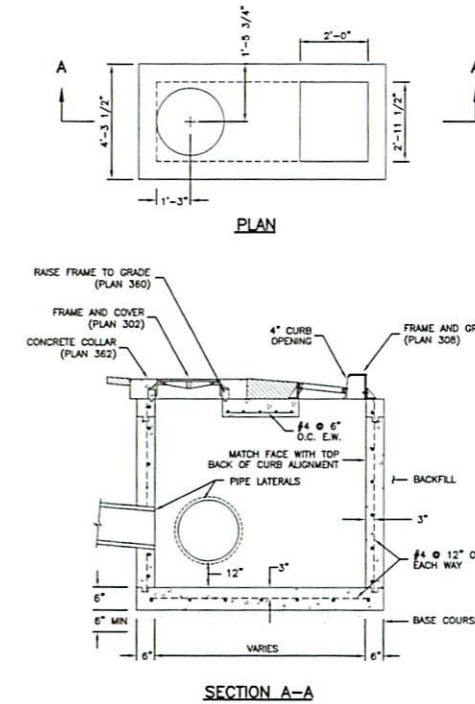 1'-5 3/4"
2'-0"
A
A
4'-3 1/2"
2'-11 1/2"
1'-3"
PLAN
RAISE FRAME TO GRADE
(PLAN 360)
FRAME AND COVER
(PLAN 302)
CONCRETE COLLAR
(PLAN 362)
4" CURB
OPENING
FRAME AND GR
(PLAN 308)
#4 @ 6"
O.C. E.W.
MATCH FACE WITH TOP
BACK OF CURB ALIGNMENT
PIPE LATERALS
BACKFILL
3"
12"
3"
#4 @ 12" O
EACH WAY
6"
6" MIN
BASE COURS
6"
VARIES
6"
SECTION A-A